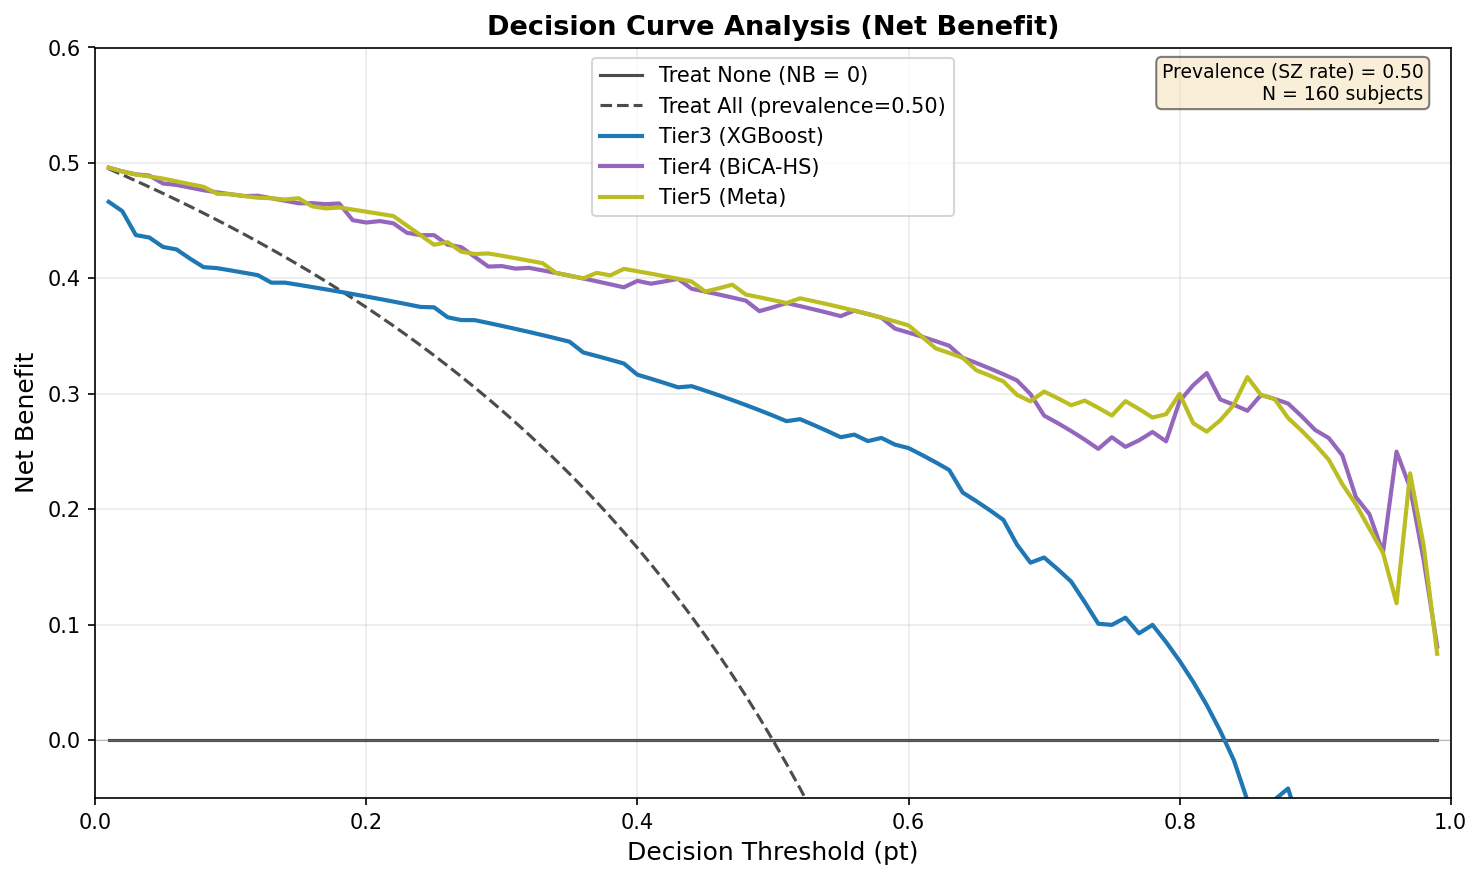 Decision Curve Analysis (Net Benefit)
Treat None (NB = 0)
Treat All (prevalence=0.50)
Tier3 (XGBoost)
Tier4 (BiCA-HS)
Tier5 (Meta)
Prevalence (SZ rate) = 0.50
N = 160 subjects
Net Benefit
0.6
0.5
0.4
0.3
0.2
0.1
0.0
0.0 0.2 0.4 0.6 0.8 1.0
Decision Threshold (pt)